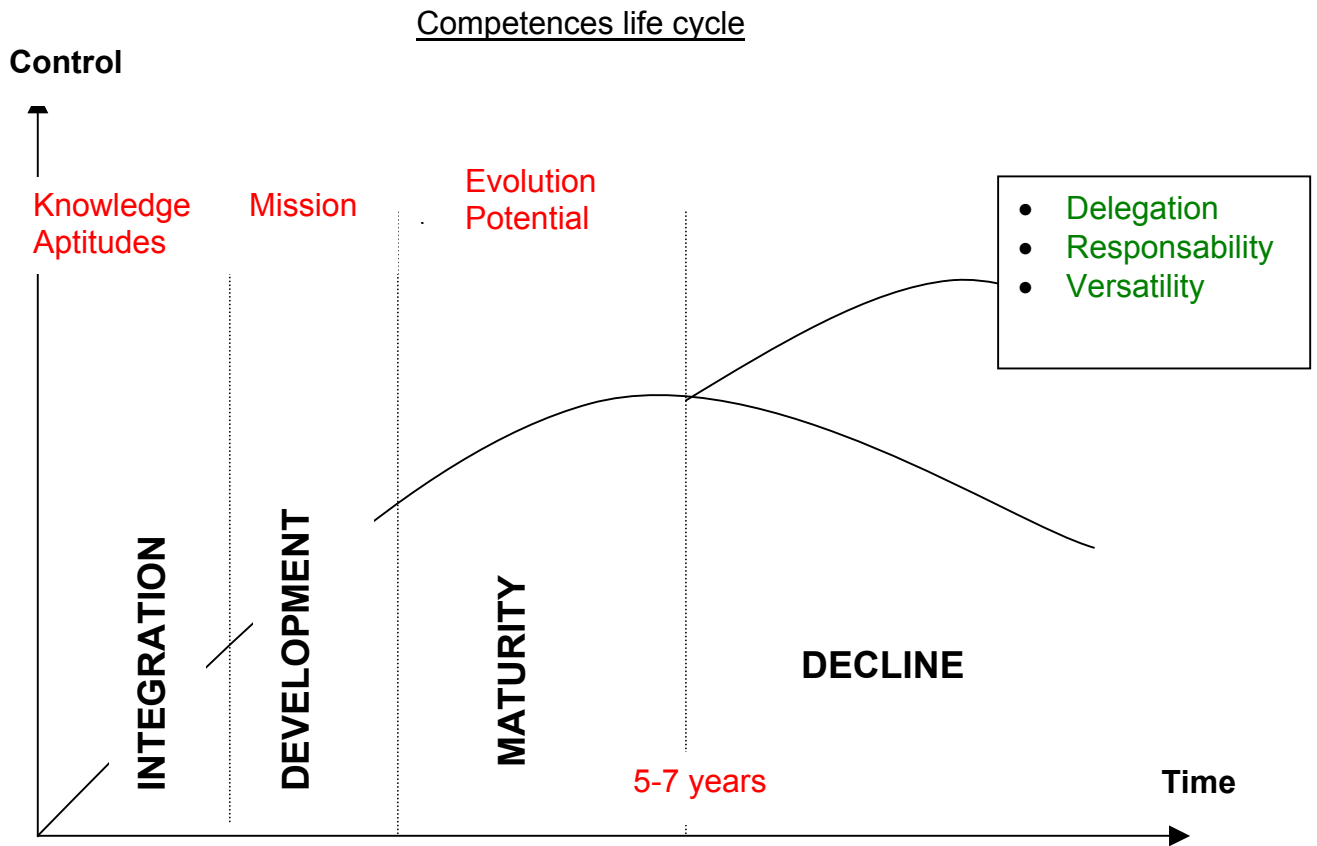 Competences life cycle
Control
Knowledge
Aptitudes
Mission
Evolution
Potential
• Delegation
• Responsability
• Versatility
INTEGRATION
DEVELOPMENT
MATURITY
DECLINE
5-7 years
Time